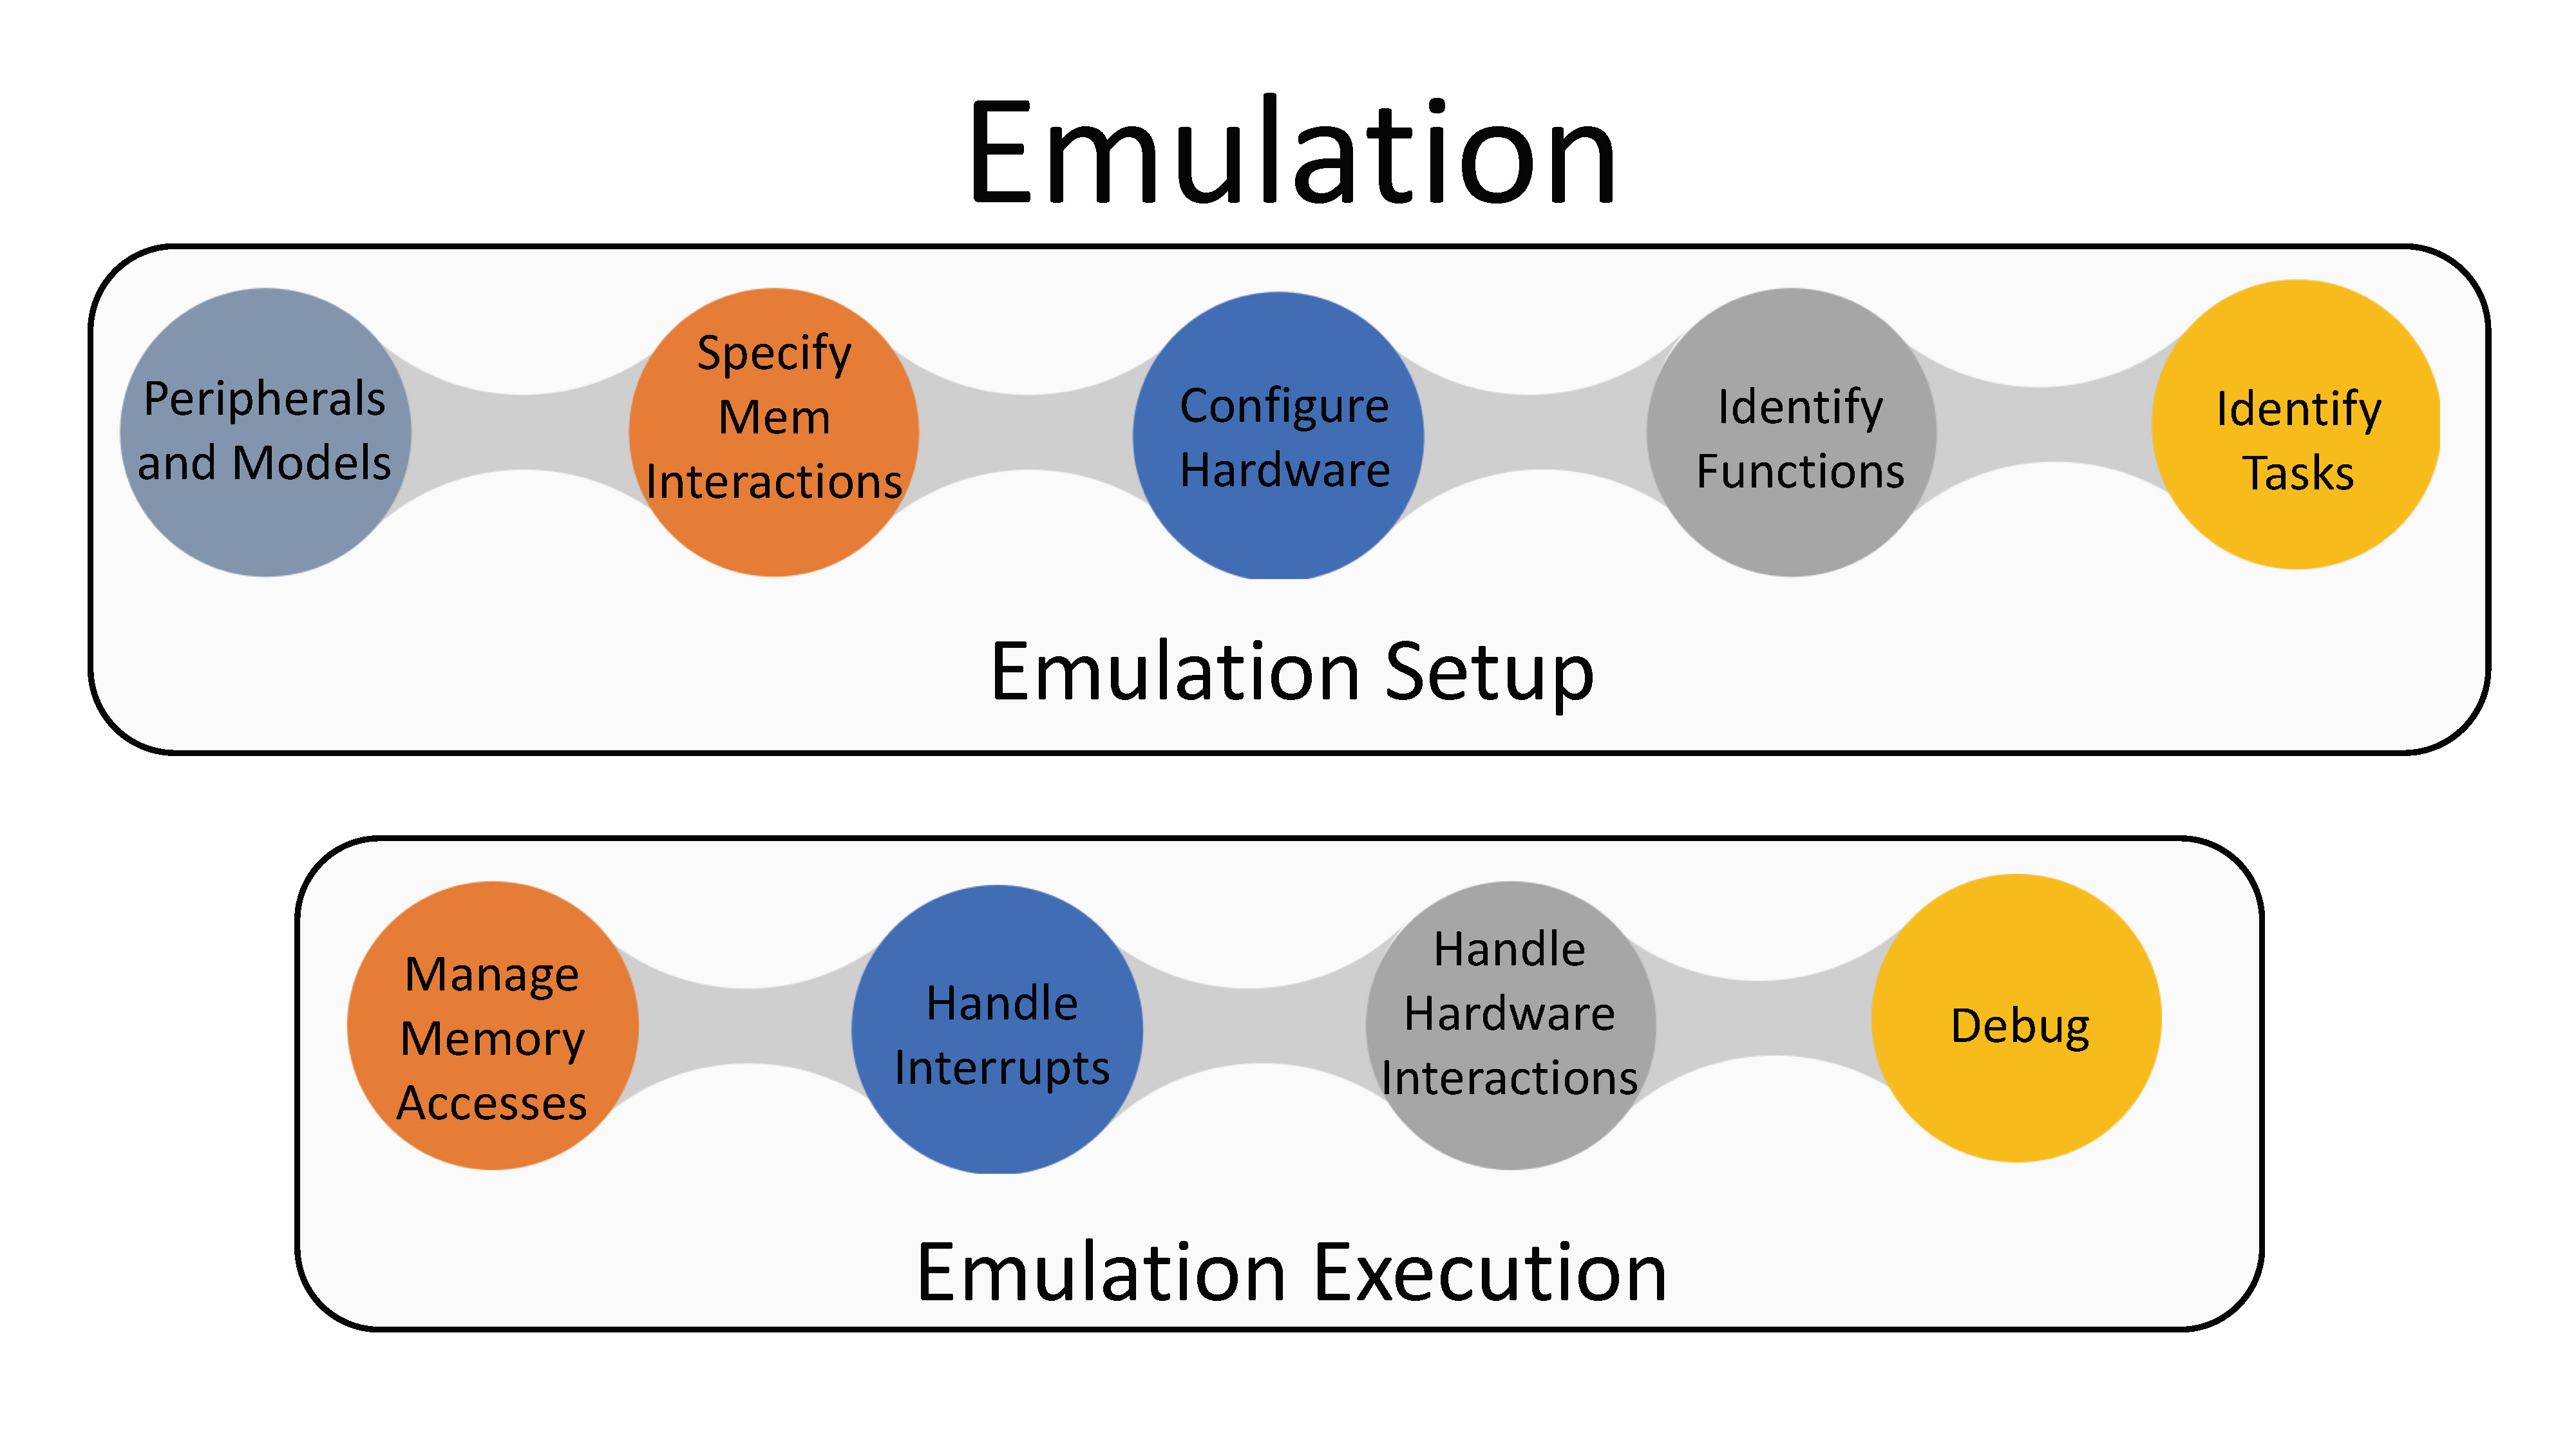 Emulation
Peripherals
and Models
Specify
Mem
Interactions
Configure
Hardware
Identify
Functions
Identify
Tasks
Emulation Setup
Manage
Memory
Accesses
Handle
Interrupts
Handle
Hardware
Interactions
Debug
Emulation Execution